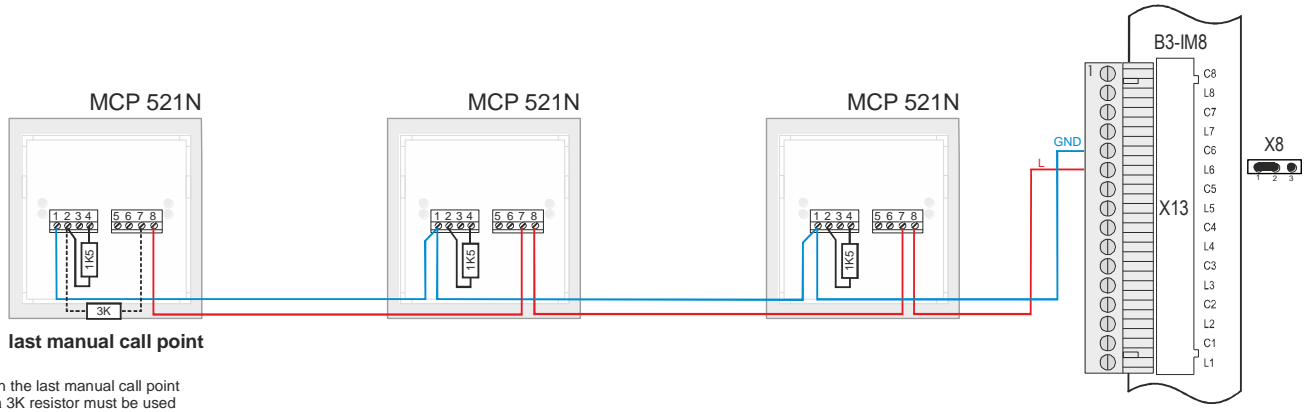 B3-IM8
MCP 521N
MCP 521N
MCP 521N
1
C8
L8
C7
L7
GND
C6
L
L6
X8
1 2 3
C5
X13
L5
C4
L4
C3
L3
C2
L2
C1
L1
1 2 3 4
5 6 7 8
1 2 3 4
5 6 7 8
1 2 3 4
5 6 7 8
1K5
1K5
1K5
3K
last manual call point
the last manual call point
3K resistor must be used